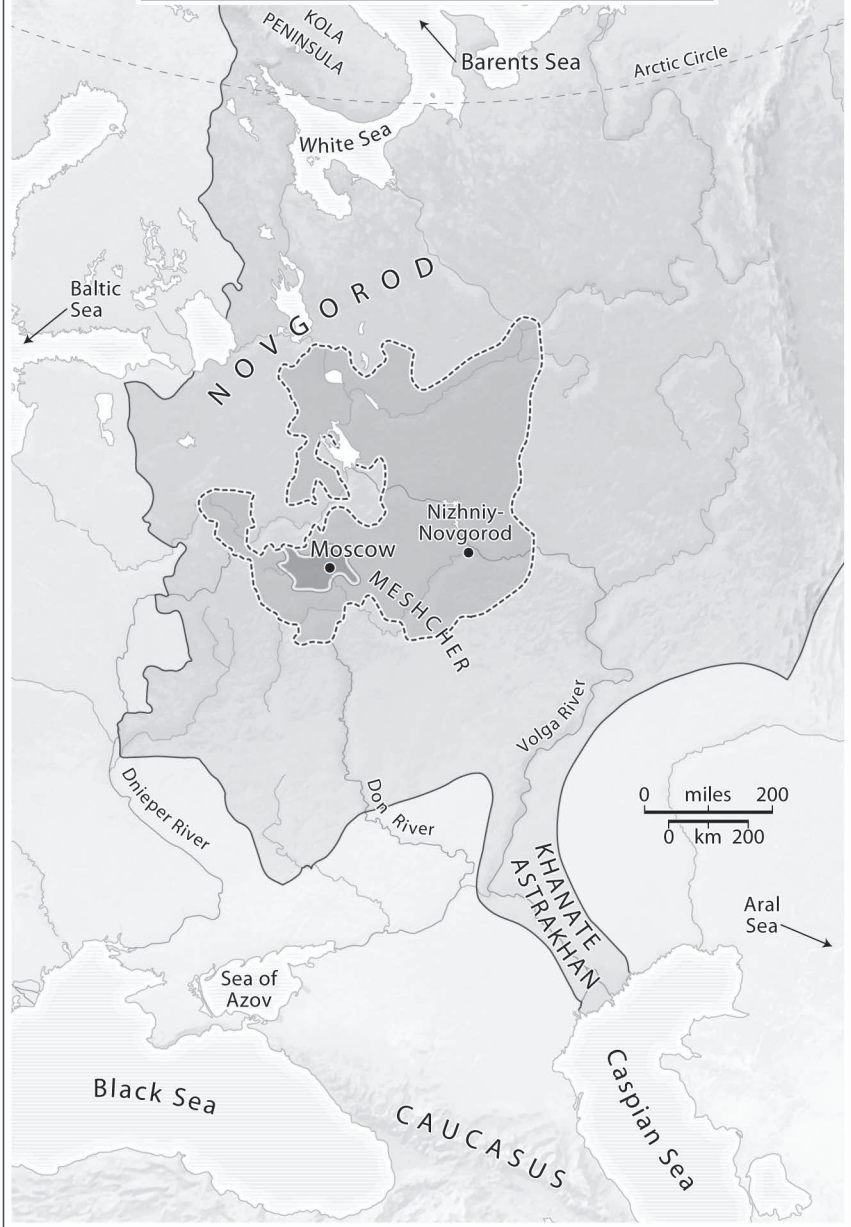 KOLA
PENINSULA
Barents Sea
Arctic Circle
White Sea
Baltic
Sea
NOVGOROD
Nizhniy-
Novgorod
Moscow
MESHCHER
Volga River
Dnieper River
Don River
0 miles 200
0 km 200
KHANATE
ASTRAKHAN
Aral
Sea
Sea of
Azov
Black Sea
CAUCASUS
Caspian Sea